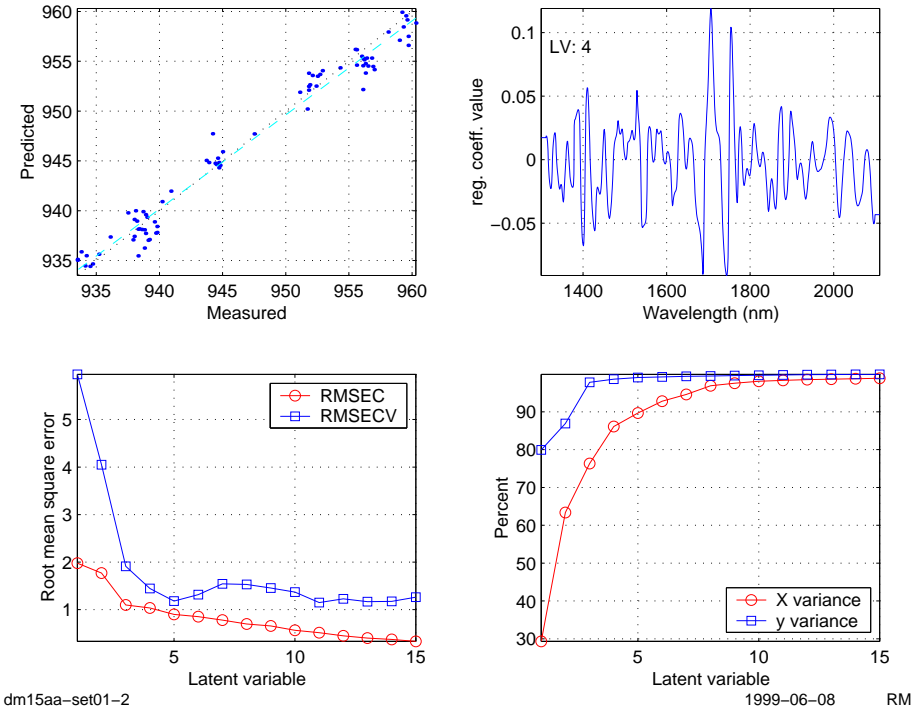 960
955
950
945
940
935
Predicted
935 940 945 950 955 960
Measured
LV: 4
0.1
0.05
0
−0.05
reg. coeff. value
1400 1600 1800 2000
Wavelength (nm)
RMSEC
RMSECV
5
4
3
2
1
Root mean square error
5 10 15
Latent variable
90
80
70
60
50
40
30
Percent
X variance
y variance
5 10 15
Latent variable
dm15aa−set01−2
1999−06−08 RM